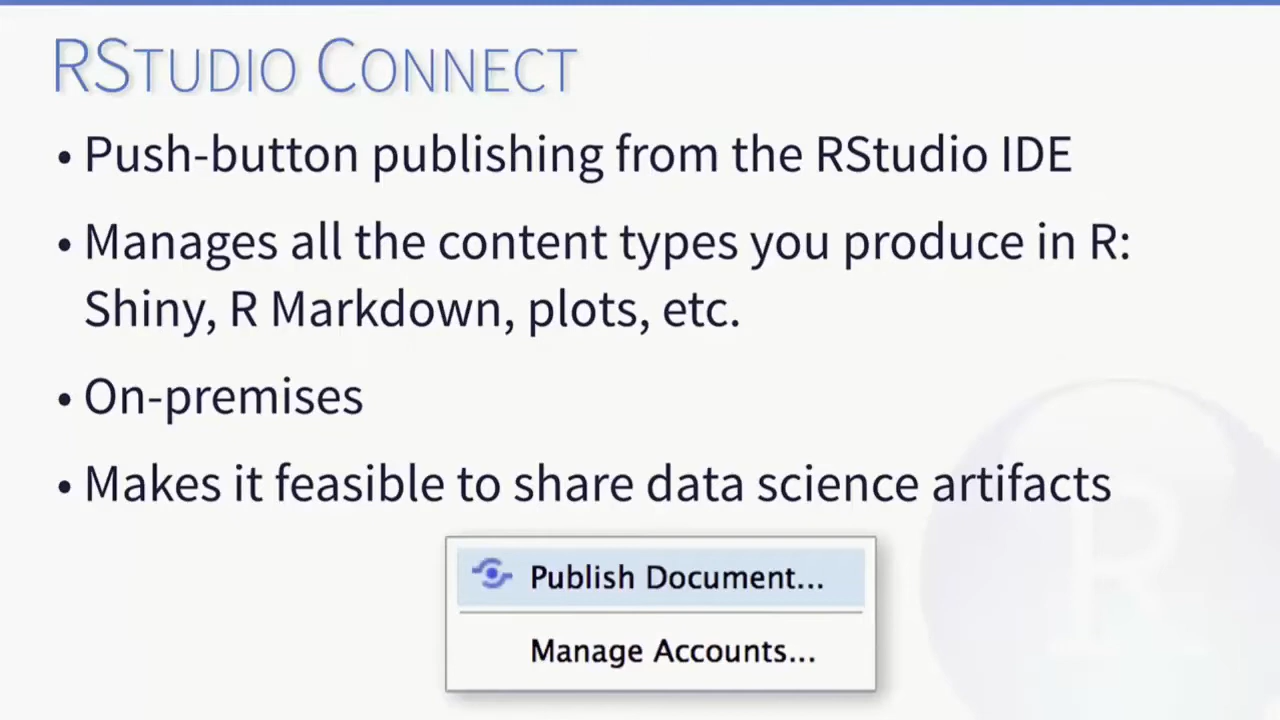 RStudio Connect
• Push-button publishing from the RStudio IDE
• Manages all the content types you produce in R:
Shiny, R Markdown, plots, etc.
• On-premises
• Makes it feasible to share data science artifacts
Publish Document...
Manage Accounts...
R